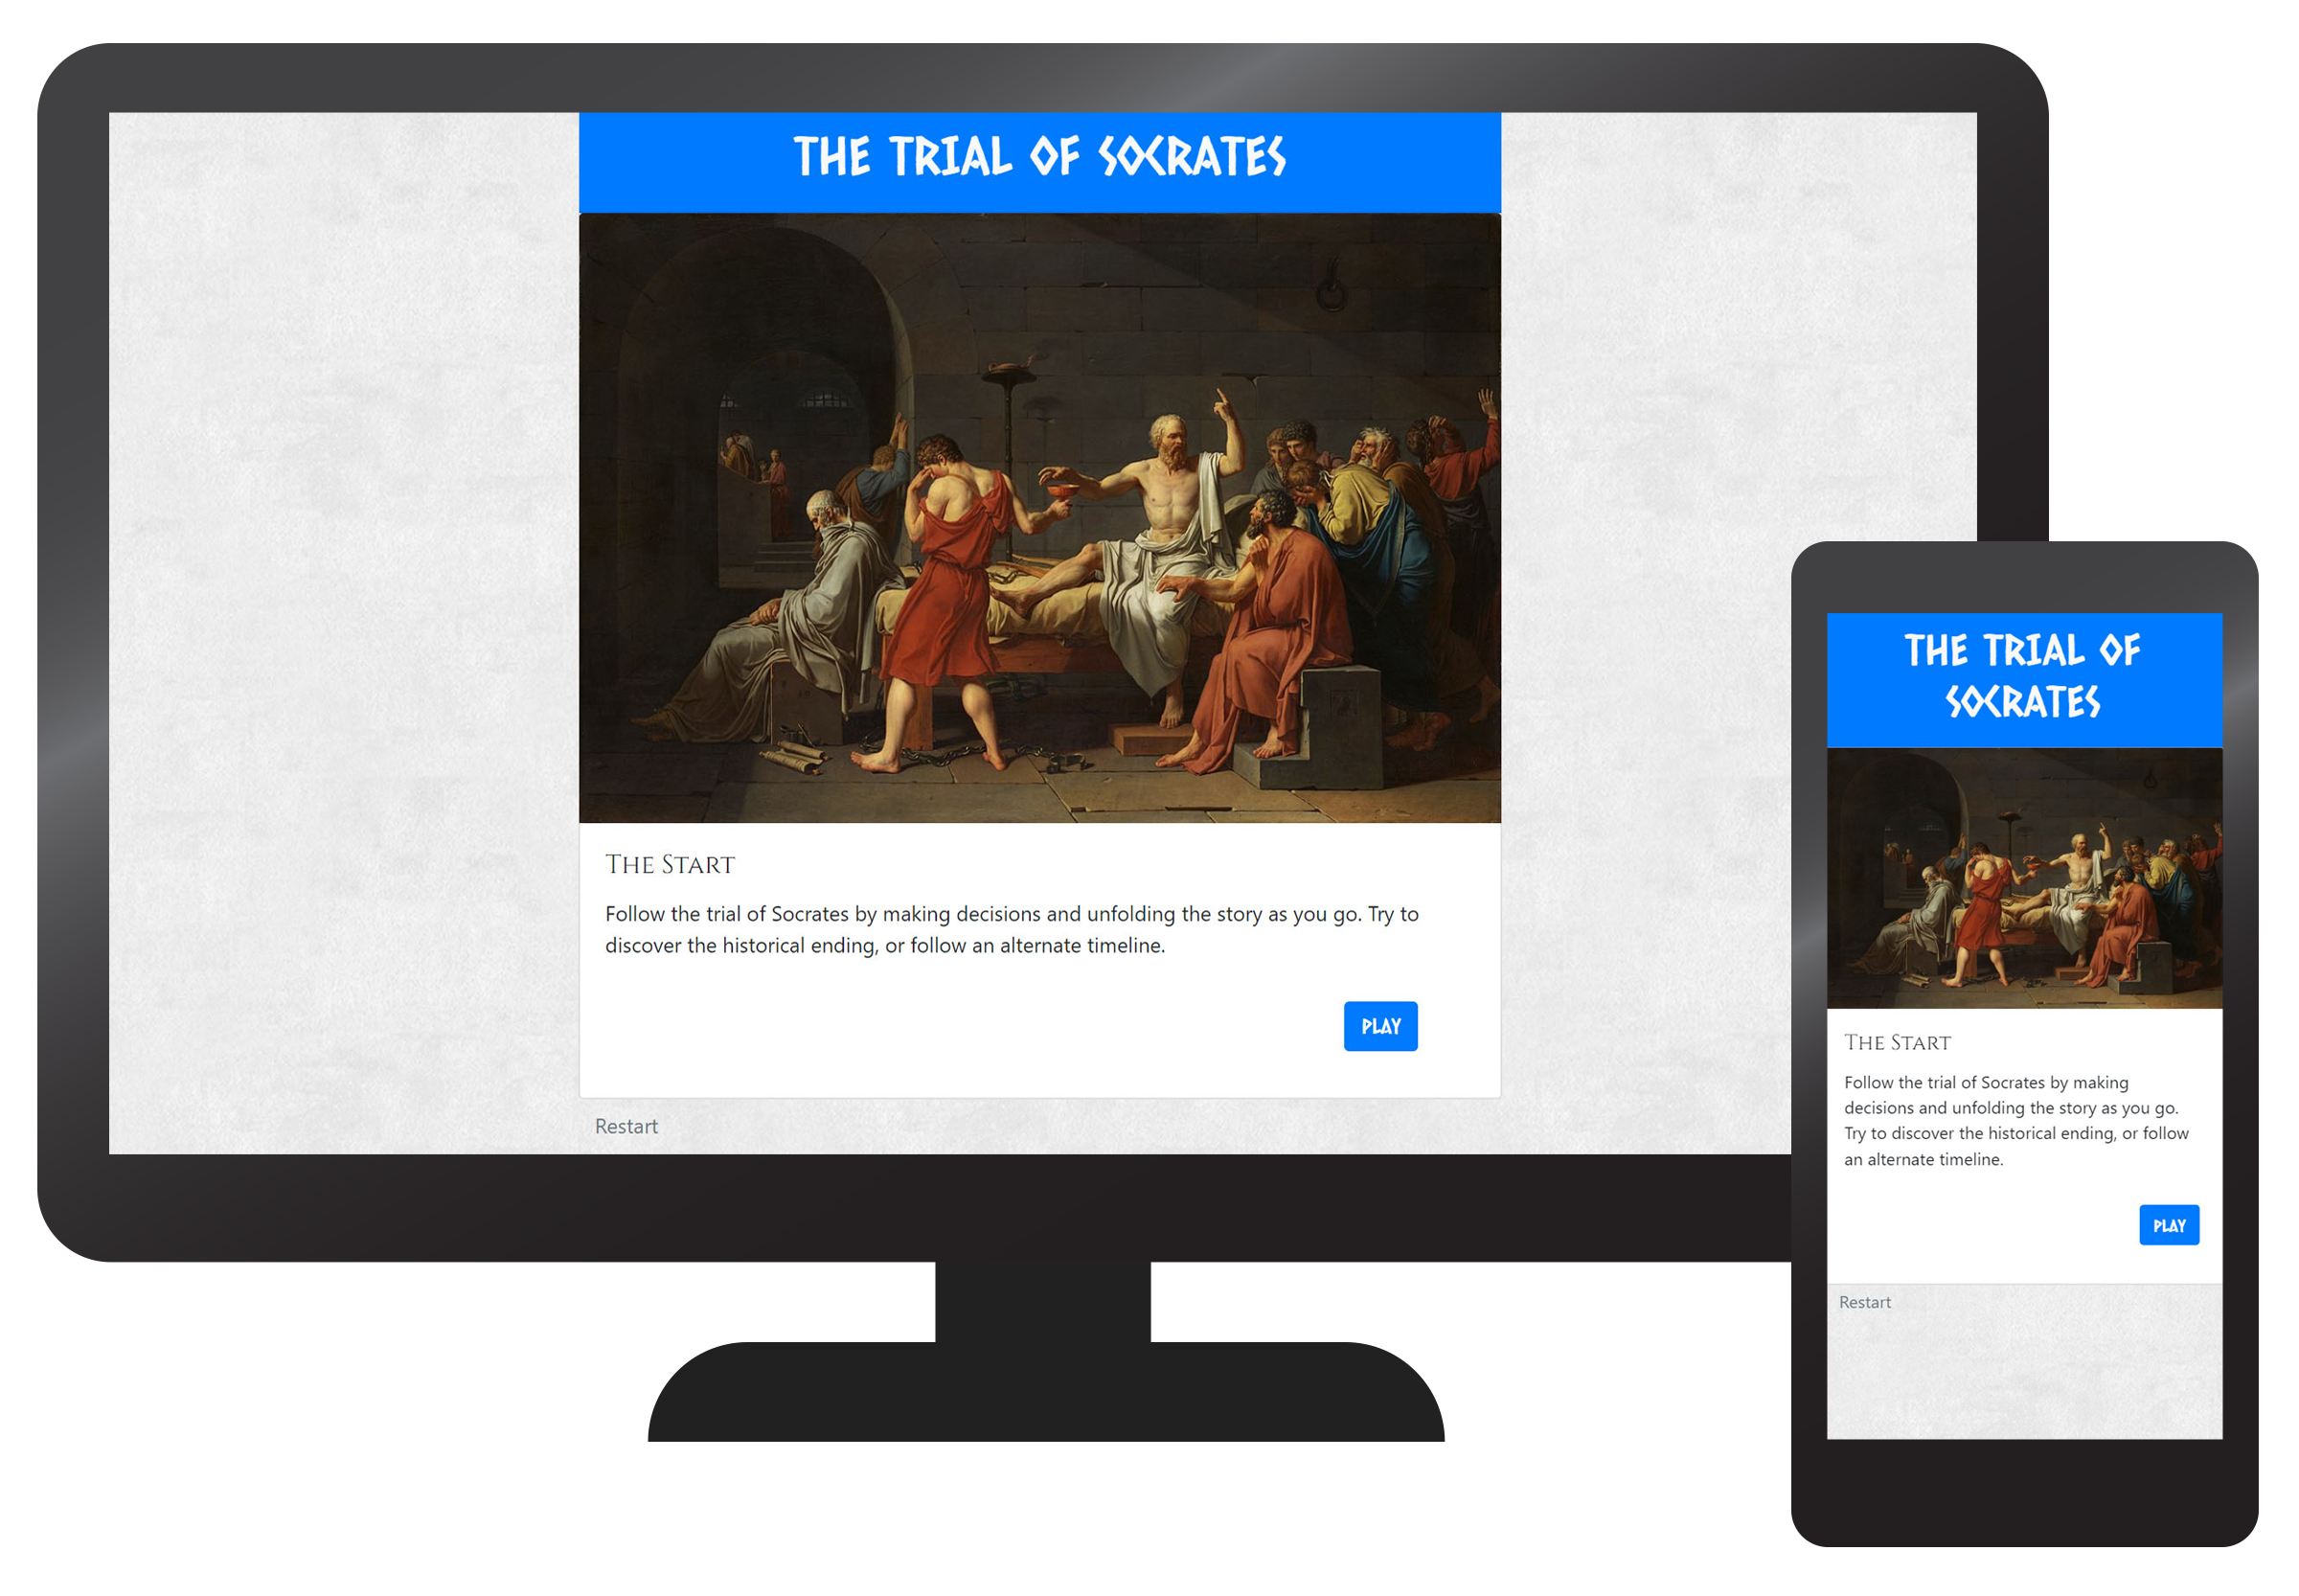 THE TRIAL OF SOCRATES
The Start
Follow the trial of Socrates by making decisions and unfolding the story as you go. Try to
discover the historical ending, or follow an alternate timeline.
PLAY
Restart
THE TRIAL OF
SOCRATES
The Start
Follow the trial of Socrates by making
decisions and unfolding the story as you go.
Try to discover the historical ending, or follow
an alternate timeline.
PLAY
Restart